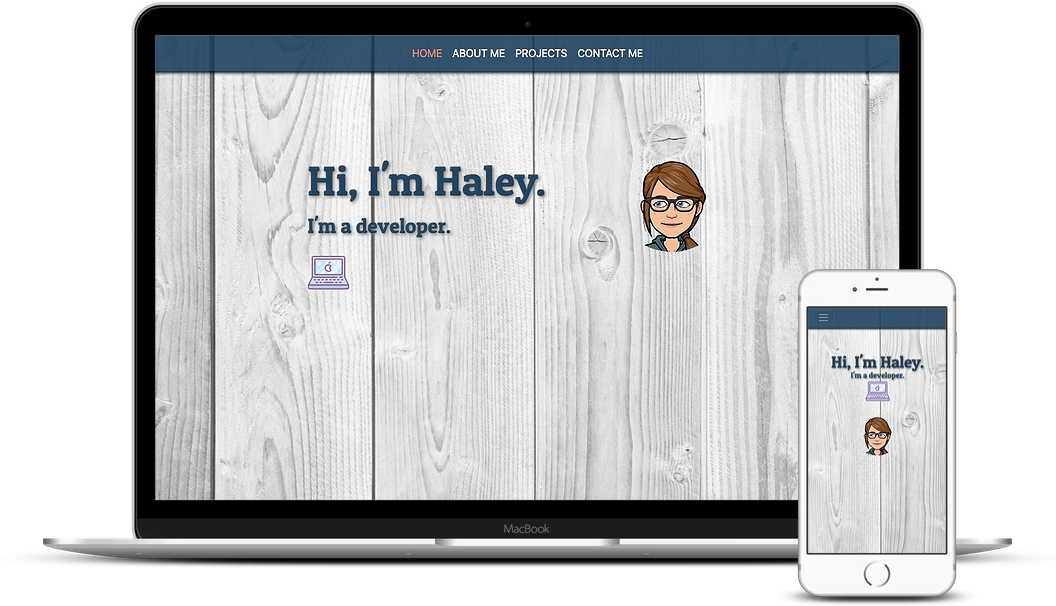 HOME ABOUT ME PROJECTS CONTACT ME
Hi, I'm Haley.
I'm a developer.
MacBook
Hi, I'm Haley.
I'm a developer.